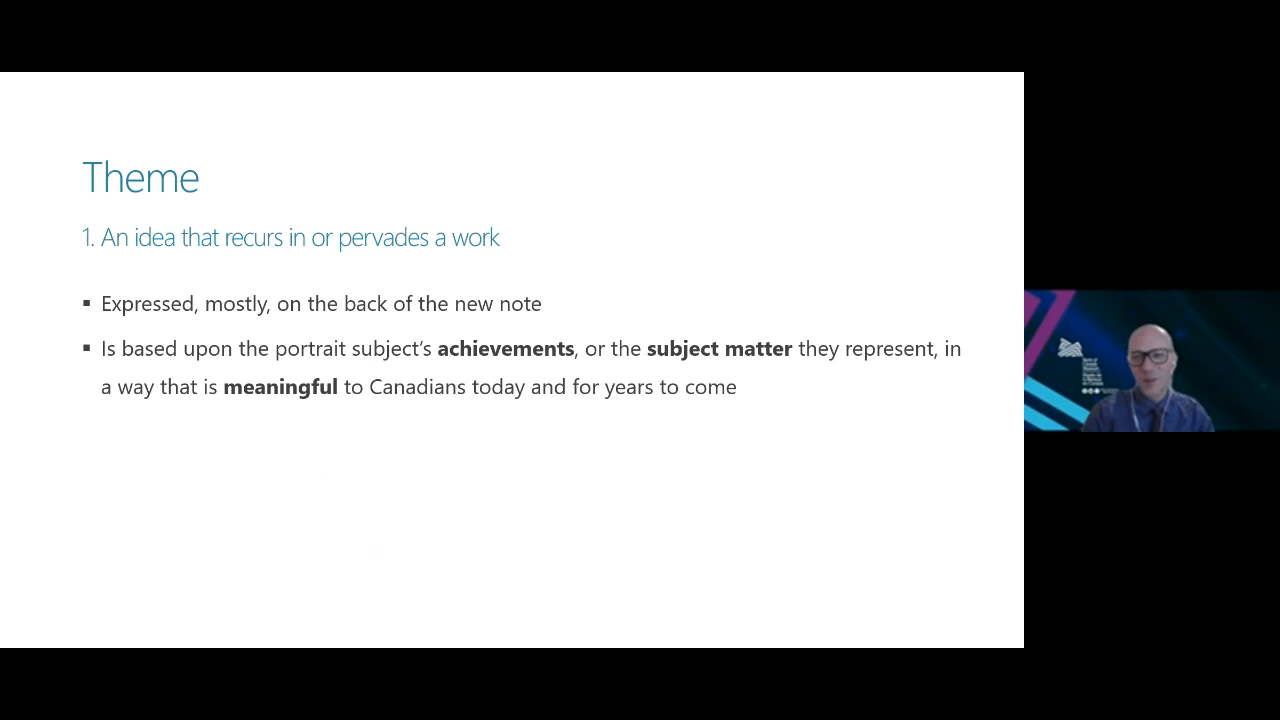 Theme
1. An idea that recurs in or pervades a work
▪ Expressed, mostly, on the back of the new note
▪ Is based upon the portrait subject's achievements, or the subject matter they represent, in
a way that is meaningful to Canadians today and for years to come